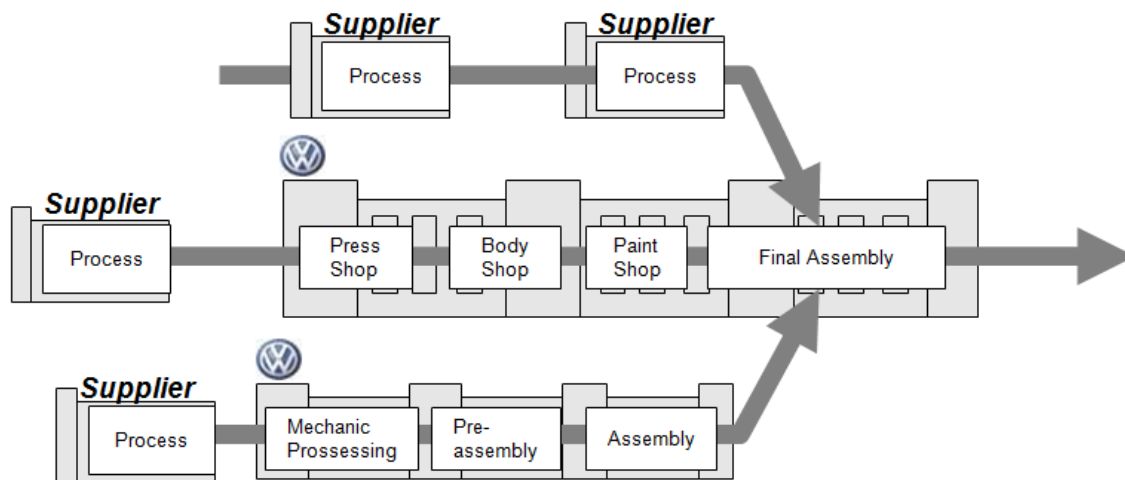 Supplier
Supplier
Process
Process
Supplier
Process
Press
Shop
Body
Shop
Paint
Shop
Final Assembly
Supplier
Process
Mechanic
Prossessing
Pre-
assembly
Assembly